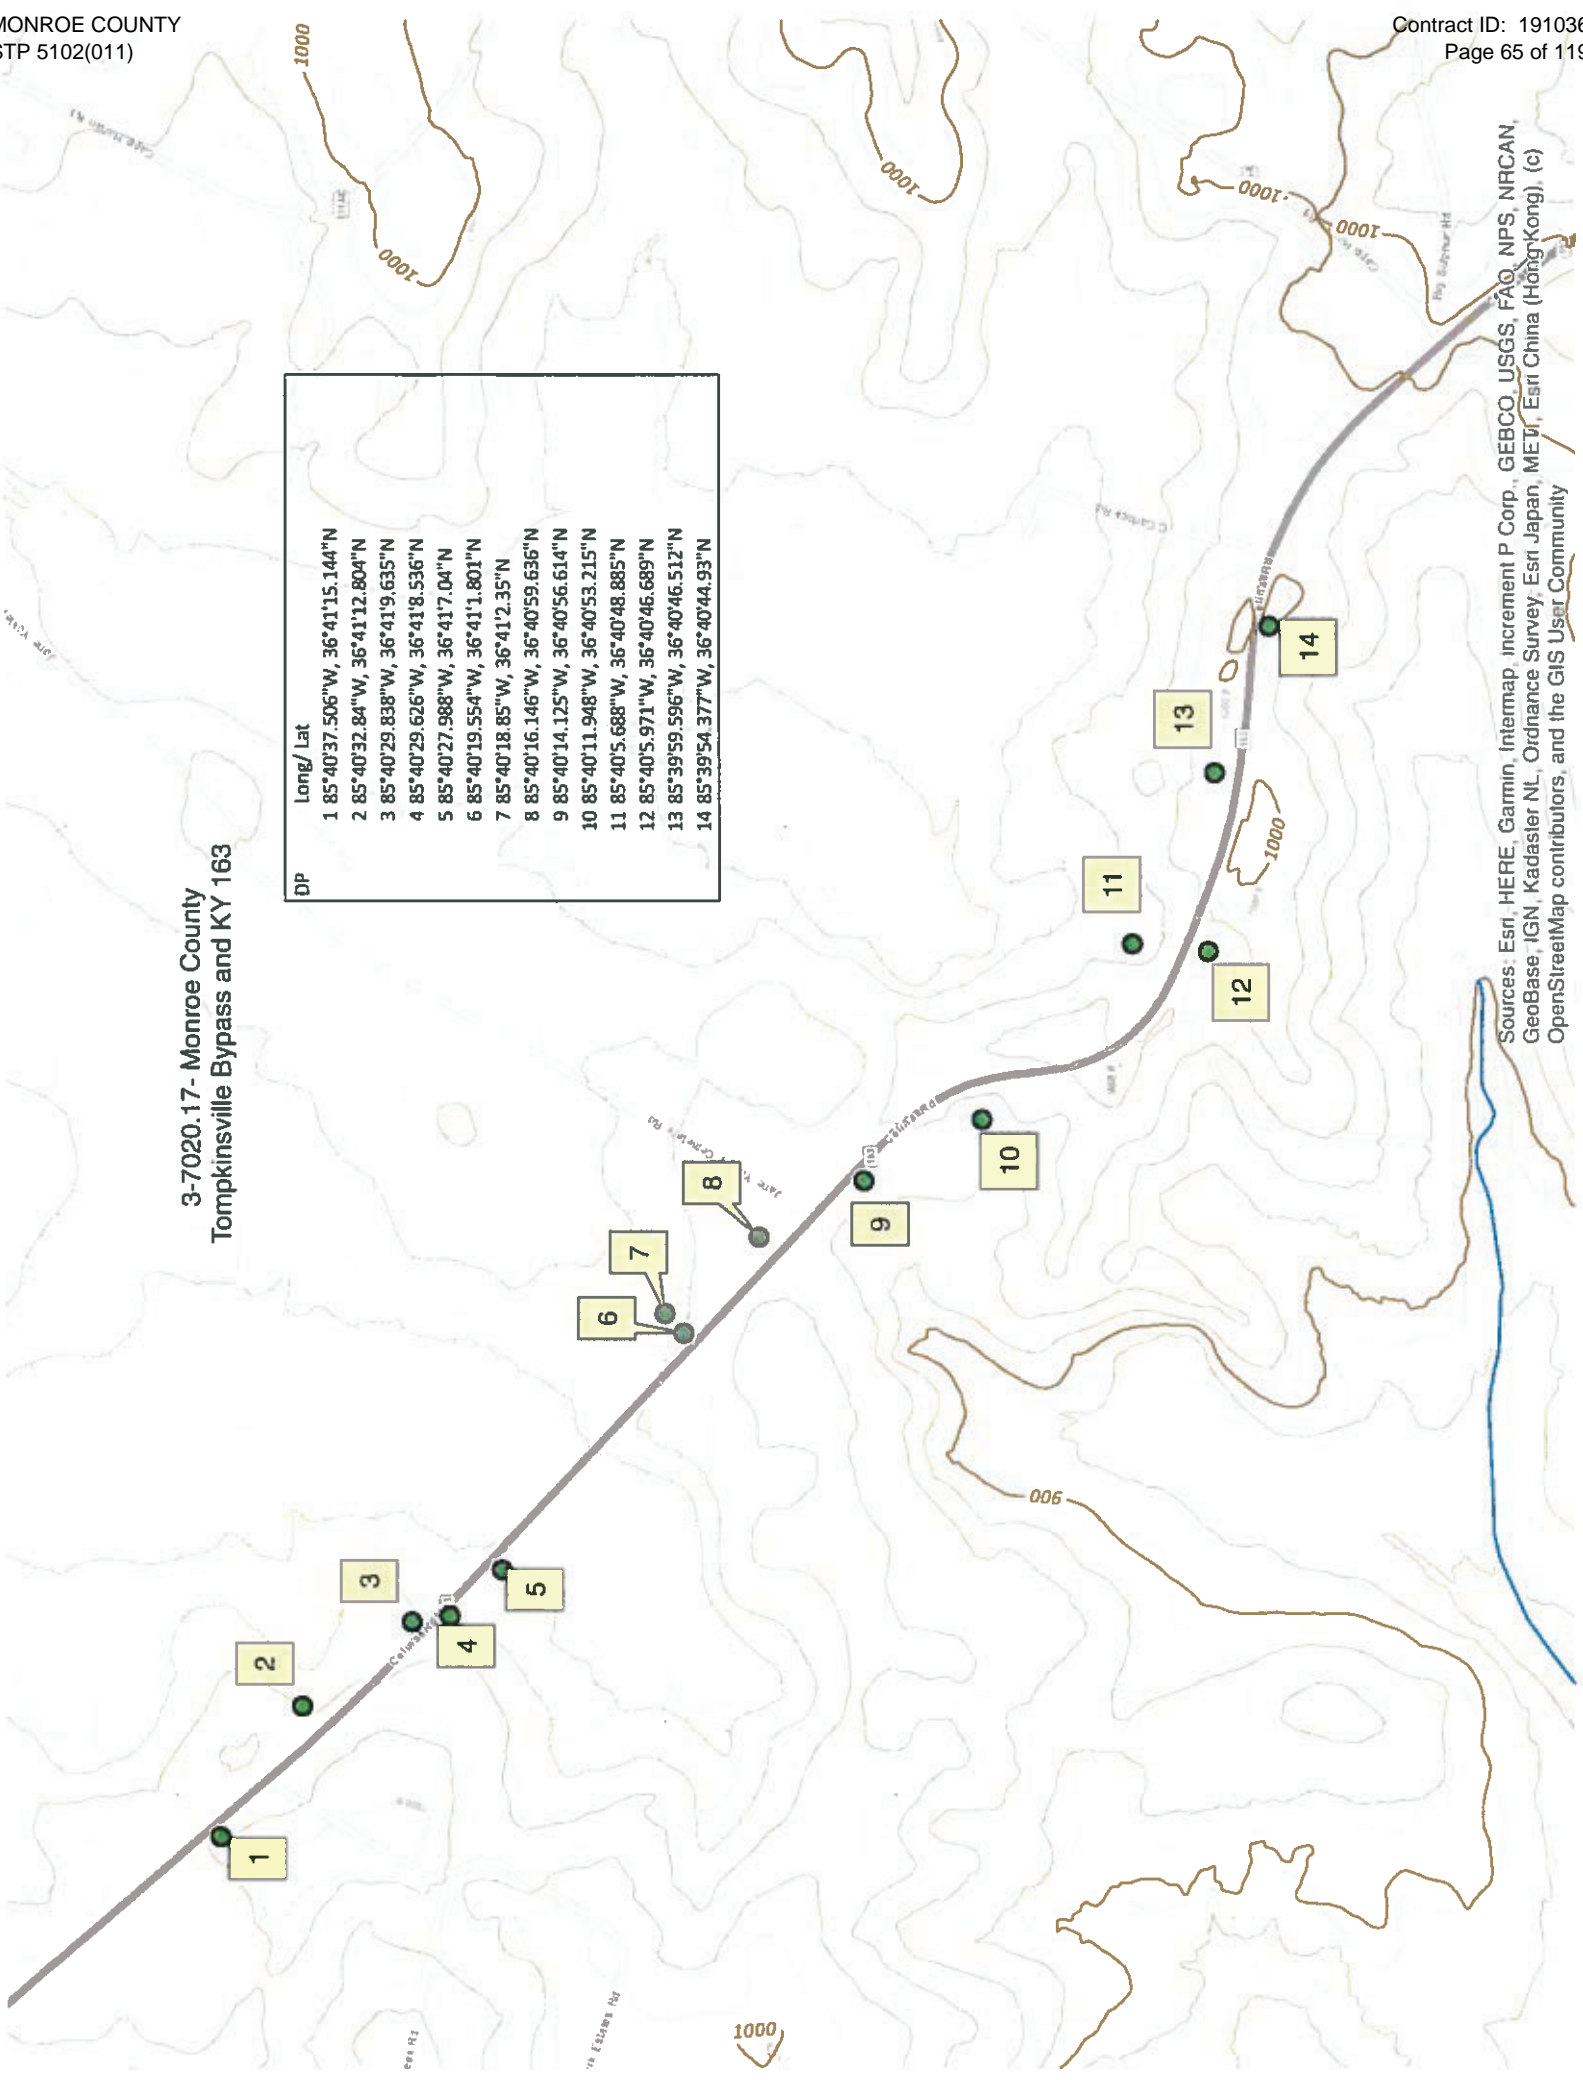 MONROE COUNTY
STP 5102(011)
Contract ID: 191036
Page 65 of 119
3-7020.17- Monroe County
Tompkinsville Bypass and KY 163
DP Long/ Lat
1 85°40'37.506"W, 36°41'15.144"N
2 85°40'32.84"W, 36°41'12.804"N
3 85°40'29.838"W, 36°41'9.635"N
4 85°40'29.626"W, 36°41'8.536"N
5 85°40'27.988"W, 36°41'7.04"N
6 85°40'19.554"W, 36°41'1.801"N
7 85°40'18.85"W, 36°41'2.35"N
8 85°40'16.146"W, 36°40'59.636"N
9 85°40'14.125"W, 36°40'56.614"N
10 85°40'11.948"W, 36°40'53.215"N
11 85°40'5.688"W, 36°40'48.885"N
12 85°40'5.971"W, 36°40'46.689"N
13 85°39'59.596"W, 36°40'46.512"N
14 85°39'54.377"W, 36°40'44.93"N
1
2
3
4
5
6
7
8
9
10
11
12
13
14
1000
1000
1000
1000
1000
1000
1000
900
C Carlock Rd
Big Sulphur Rd
Sources: Esri, HERE, Garmin, Intermap, increment P Corp., GEBCO, USGS, FAO, NPS, NRCAN,
GeoBase, IGN, Kadaster NL, Ordnance Survey, Esri Japan, METI, Esri China (Hong Kong), (c)
OpenStreetMap contributors, and the GIS User Community